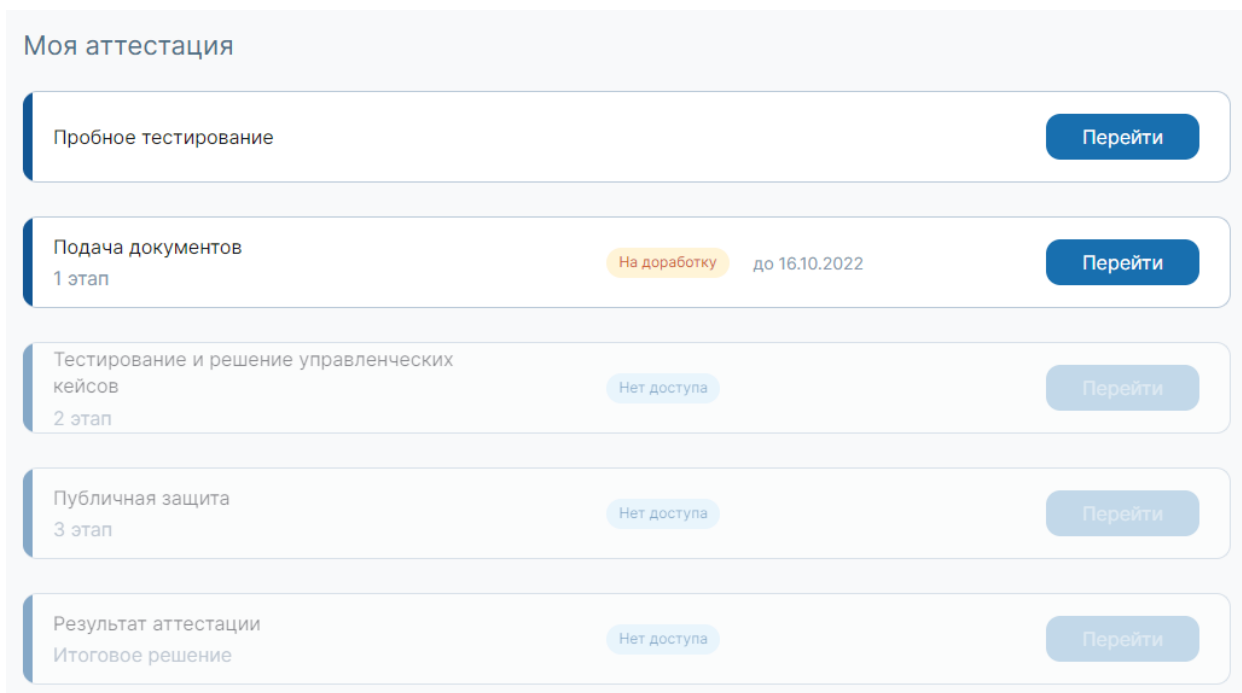 Моя аттестация
Пробное тестирование
Перейти
Подача документов
1 этап
На доработку
до 16.10.2022
Перейти
Тестирование и решение управленческих
кейсов
2 этап
Нет доступа
Перейти
Публичная защита
3 этап
Нет доступа
Перейти
Результат аттестации
Итоговое решение
Нет доступа
Перейти